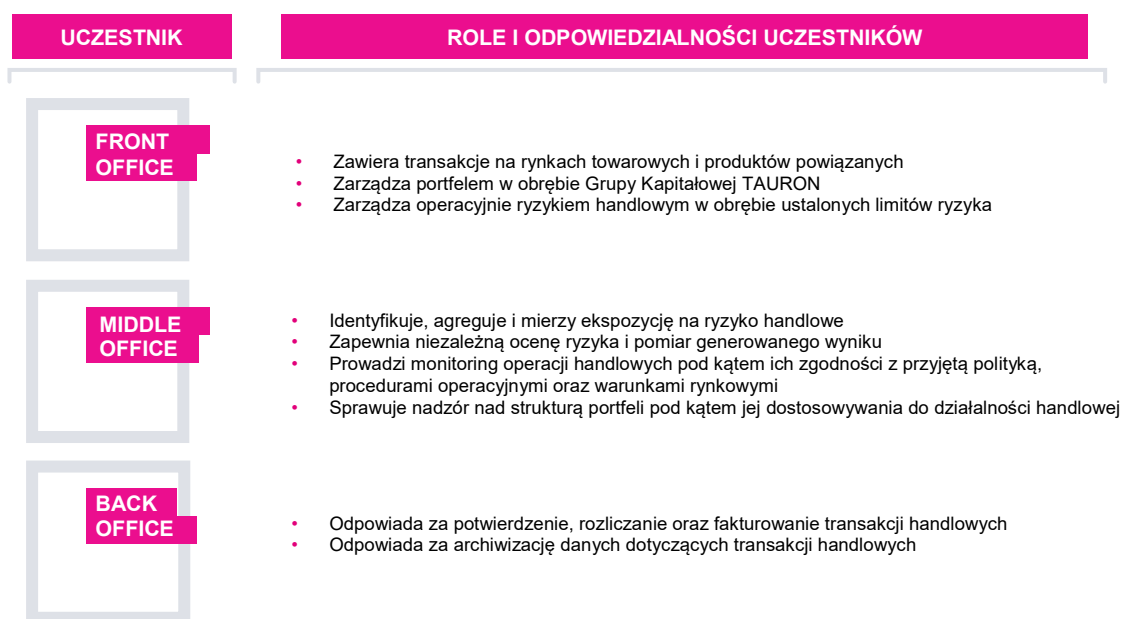 UCZESTNIK
ROLE I ODPOWIEDZIALNOŚCI UCZESTNIKÓW
FRONT
OFFICE
• Zawiera transakcje na rynkach towarowych i produktów powiązanych
• Zarządza portfelem w obrębie Grupy Kapitałowej TAURON
• Zarządza operacyjnie ryzykiem handlowym w obrębie ustalonych limitów ryzyka
MIDDLE
OFFICE
• Identyfikuje, agreguje i mierzy ekspozycję na ryzyko handlowe
• Zapewnia niezależną ocenę ryzyka i pomiar generowanego wyniku
• Prowadzi monitoring operacji handlowych pod kątem ich zgodności z przyjętą polityką,
procedurami operacyjnymi oraz warunkami rynkowymi
• Sprawuje nadzór nad strukturą portfeli pod kątem jej dostosowywania do działalności handlowej
BACK
OFFICE
• Odpowiada za potwierdzenie, rozliczanie oraz fakturowanie transakcji handlowych
• Odpowiada za archiwizację danych dotyczących transakcji handlowych